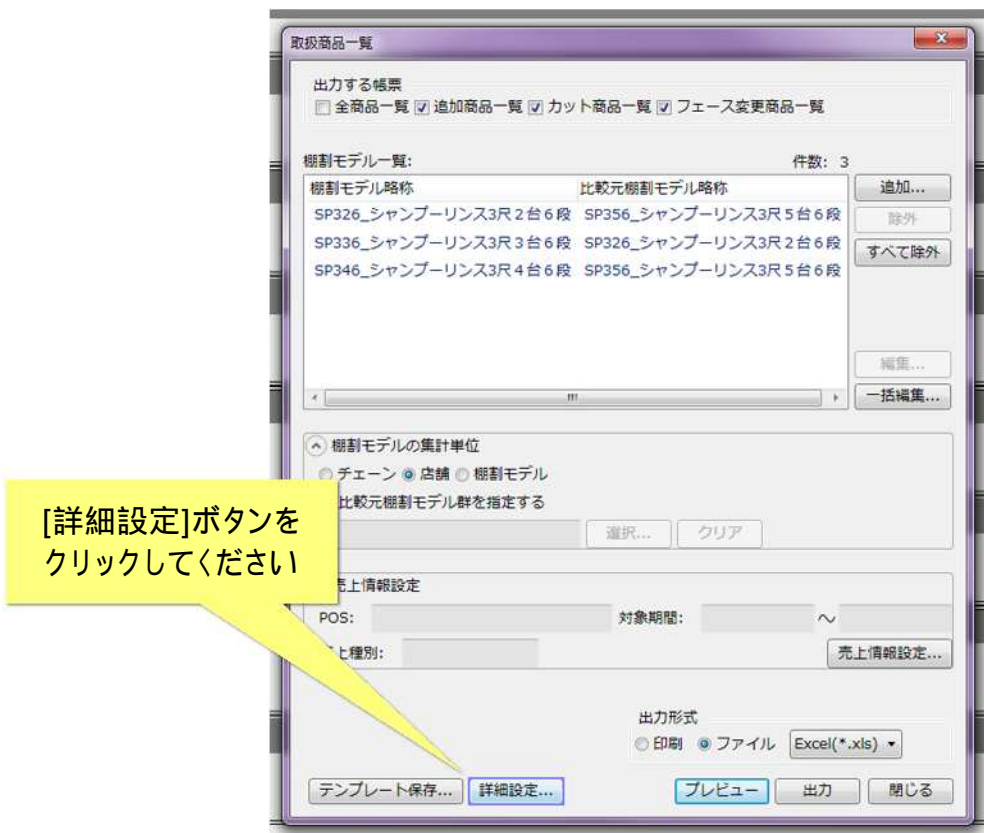 取扱商品一覧
出力する帳票
全商品一覧 追加商品一覧 カット商品一覧 フェース変更商品一覧
棚割モデル一覧: 件数: 3
棚割モデル略称 比較元棚割モデル略称 追加...
SP326_シャンプーリンス3尺2台6段 SP356_シャンプーリンス3尺5台6段 除外
SP336_シャンプーリンス3尺3台6段 SP326_シャンプーリンス3尺2台6段 すべて除外
SP346_シャンプーリンス3尺4台6段 SP356_シャンプーリンス3尺5台6段
編集...
一括編集...
棚割モデルの集計単位
チェーン 店舗 棚割モデル
比較元棚割モデル群を指定する
選択... クリア
[詳細設定]ボタンを
クリックしてください
売上情報設定
POS: 対象期間: ～
上種別: 売上情報設定...
出力形式
印刷 ファイル Excel(*.xls)
テンプレート保存... 詳細設定... プレビュー 出力 閉じる